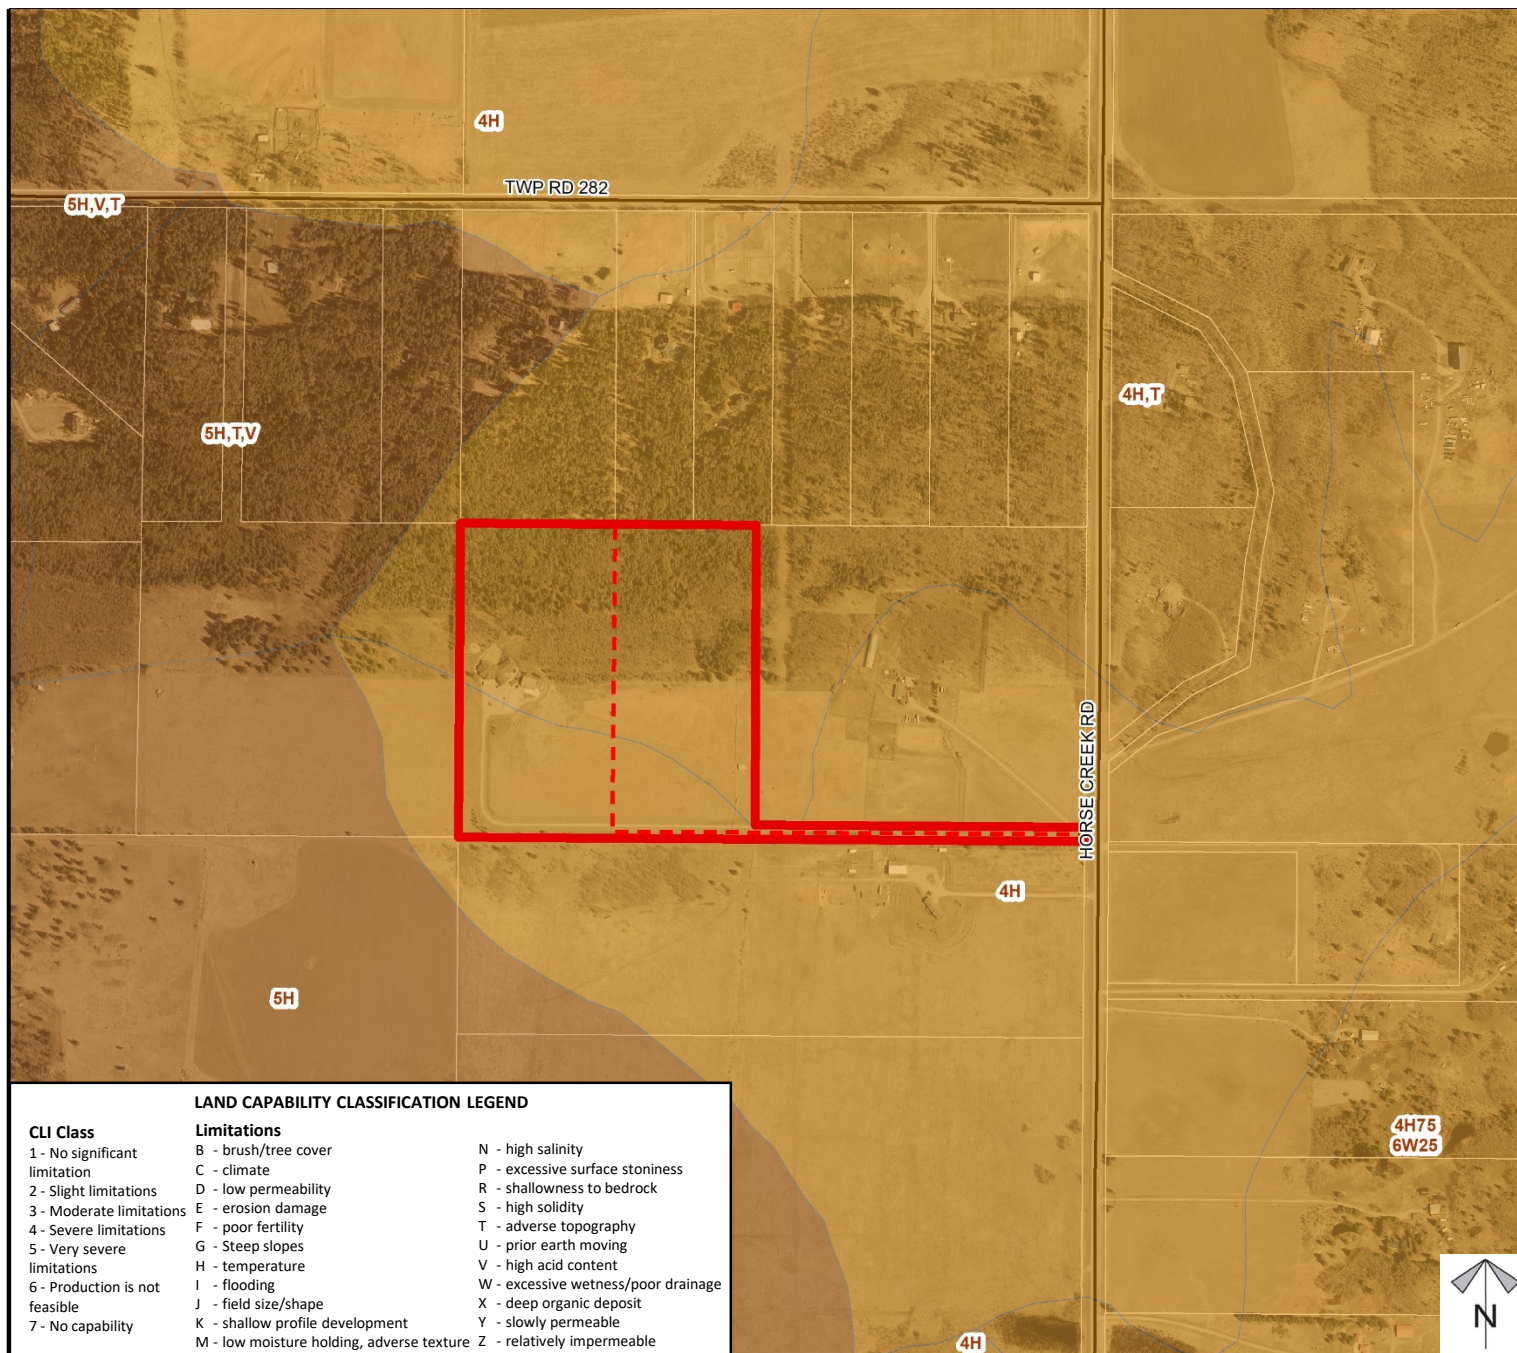 4H
TWP RD 282
5H,V,T
4H,T
5H,T,V
HORSE CREEK RD
4H
5H
4H75
6W25
4H
LAND CAPABILITY CLASSIFICATION LEGEND
CLI Class
1 - No significant
limitation
2 - Slight limitations
3 - Moderate limitations
4 - Severe limitations
5 - Very severe
limitations
6 - Production is not
feasible
7 - No capability
Limitations
B - brush/tree cover
C - climate
D - low permeability
E - erosion damage
F - poor fertility
G - Steep slopes
H - temperature
I - flooding
J - field size/shape
K - shallow profile development
M - low moisture holding, adverse texture
N - high salinity
P - excessive surface stoniness
R - shallowness to bedrock
S - high solidity
T - adverse topography
U - prior earth moving
V - high acid content
W - excessive wetness/poor drainage
X - deep organic deposit
Y - slowly permeable
Z - relatively impermeable
N